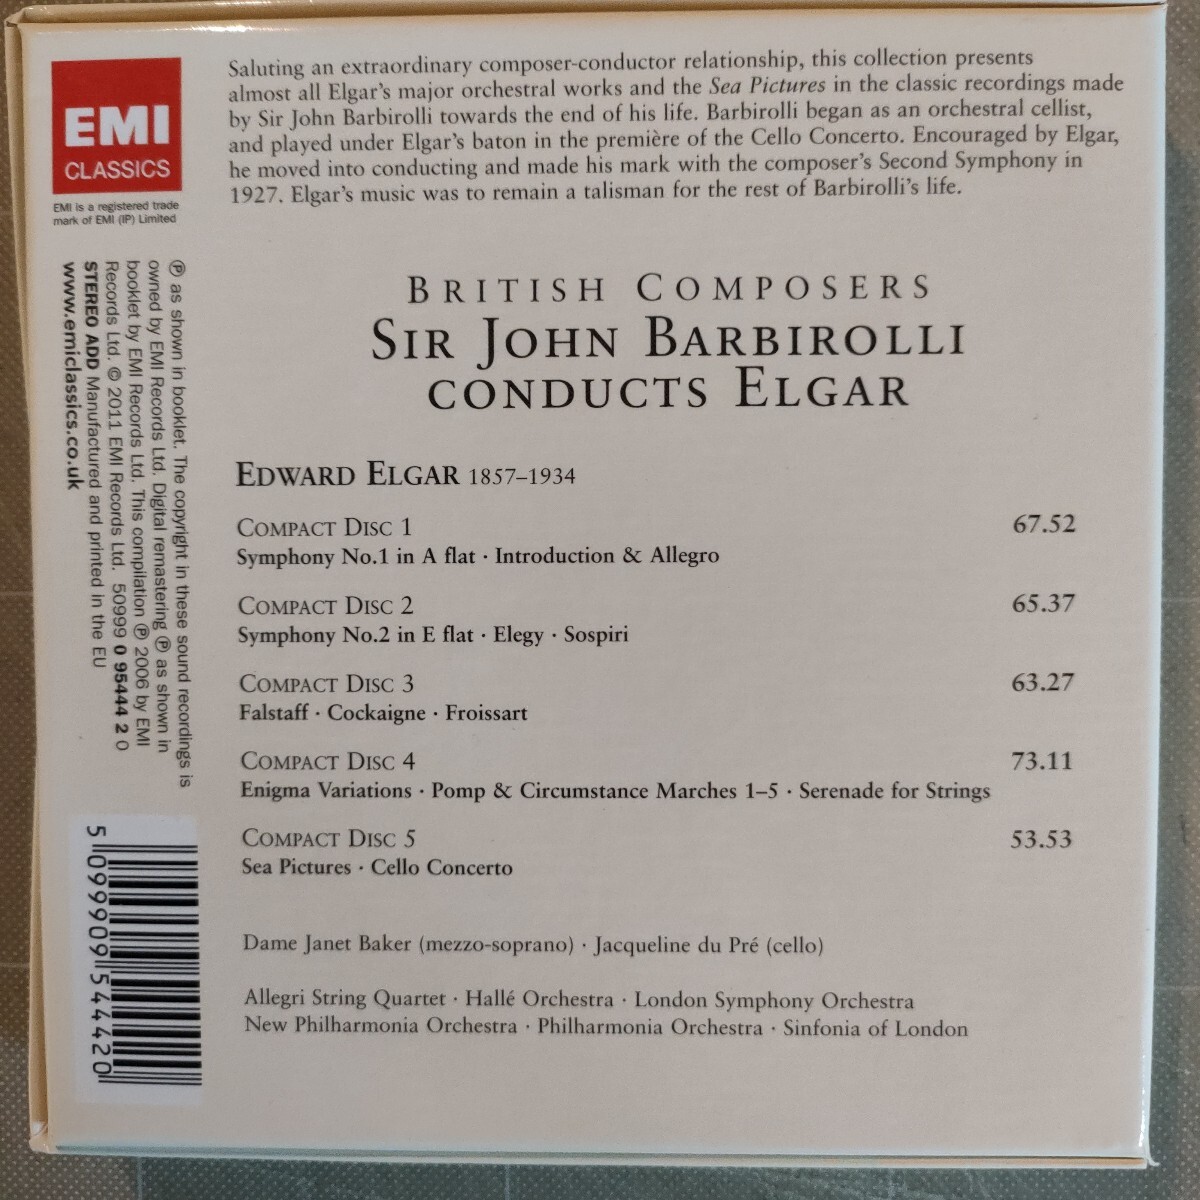 EMI
CLASSICS
EMI is a registered trade
mark of EMI (IP) Limited
Saluting an extraordinary composer-conductor relationship, this collection presents
almost all Elgar's major orchestral works and the Sea Pictures in the classic recordings made
by Sir John Barbirolli towards the end of his life. Barbirolli began as an orchestral cellist,
and played under Elgar's baton in the première of the Cello Concerto. Encouraged by Elgar,
he moved into conducting and made his mark with the composer's Second Symphony in
1927. Elgar's music was to remain a talisman for the rest of Barbirolli's life.
BRITISH COMPOSERS
SIR JOHN BARBIROLLI
CONDUCTS ELGAR
EDWARD ELGAR 1857–1934
COMPACT DISC 1 67.52
Symphony No.1 in A flat · Introduction & Allegro
COMPACT DISC 2 65.37
Symphony No.2 in E flat · Elegy · Sospiri
COMPACT DISC 3 63.27
Falstaff · Cockaigne · Froissart
COMPACT DISC 4 73.11
Enigma Variations · Pomp & Circumstance Marches 1–5 · Serenade for Strings
COMPACT DISC 5 53.53
Sea Pictures · Cello Concerto
Dame Janet Baker (mezzo-soprano) · Jacqueline du Pré (cello)
Allegri String Quartet · Hallé Orchestra · London Symphony Orchestra
New Philharmonia Orchestra · Philharmonia Orchestra · Sinfonia of London
℗ as shown in booklet. The copyright in these sound recordings is
owned by EMI Records Ltd. Digital remastering ℗ as shown in
booklet by EMI Records Ltd. This compilation ℗ 2006 by EMI
Records Ltd. © 2011 EMI Records Ltd. 50999 0 95444 2 0
STEREO ADD Manufactured and printed in the EU
www.emiclassics.co.uk
5 099909 544420